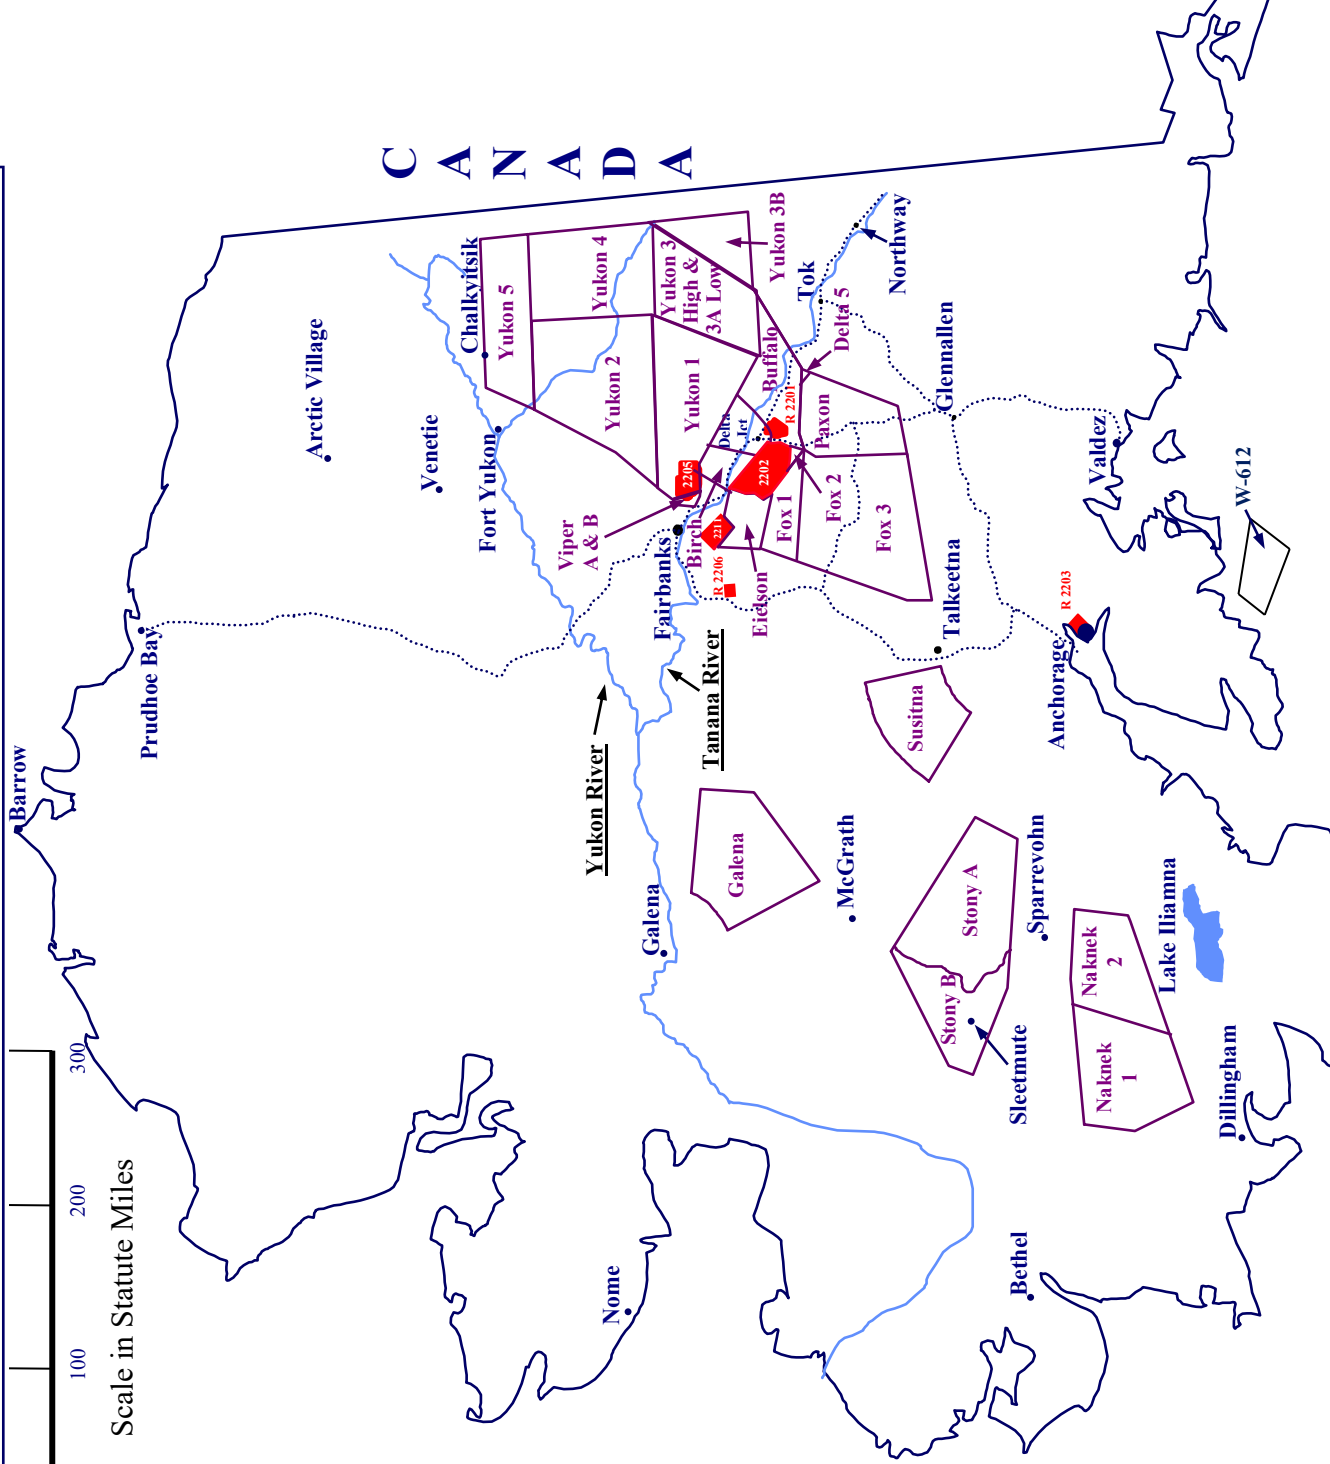 Barrow
Prudhoe Bay
Arctic Village
Venetie
Fort Yukon
Chalkyitsik
CANADA
Yukon 5
Yukon 4
Yukon 2
Yukon 3
High &
3A Low
Yukon 3B
Yukon 1
Buffalo
Viper
A & B
2205
Birch
Delta
Jct
R 2201
2202
2211
R 2206
Fairbanks
Eielson
Fox 1
Fox 2
Fox 3
Paxon
Delta 5
Tok
Northway
Glennallen
Valdez
Talkeetna
W-612
R 2203
Anchorage
Susitna
Yukon River
Tanana River
Galena
Galena
McGrath
Stony A
Stony B
Sparrevohn
Sleetmute
Naknek
2
Naknek
1
Lake Iliamna
Dillingham
Bethel
Nome
100
200
300
Scale in Statute Miles